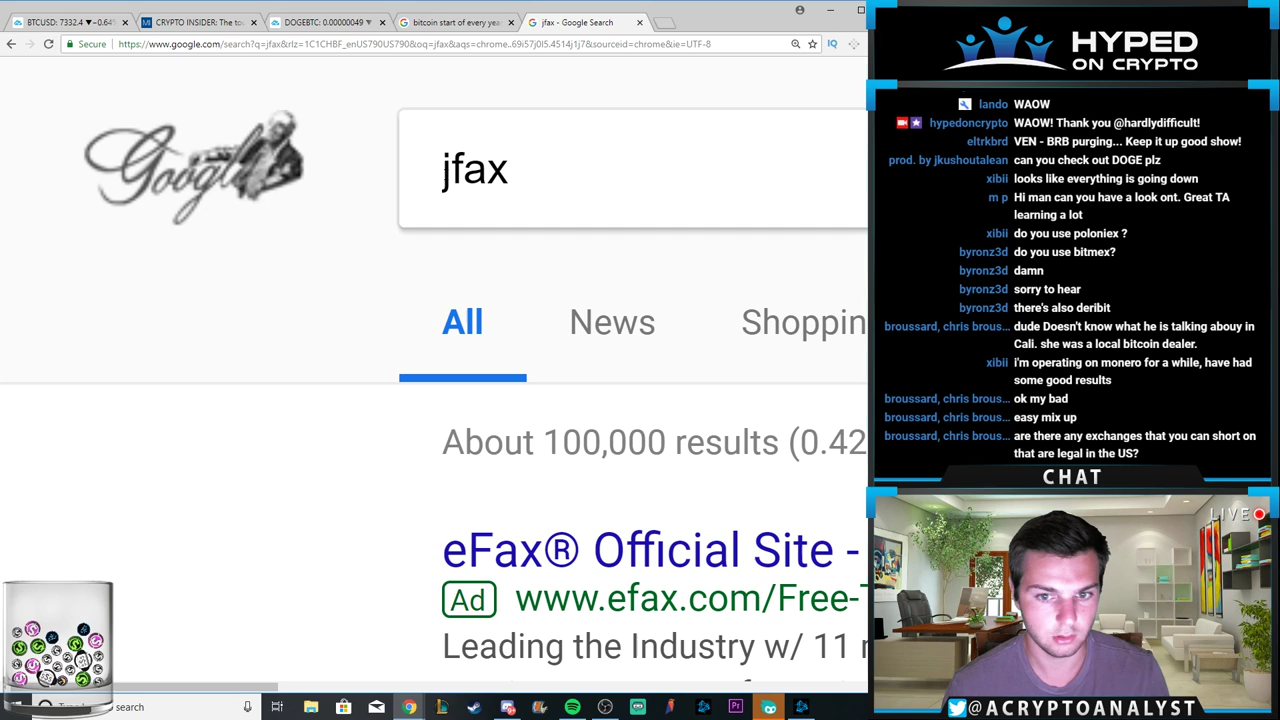 BTCUSD: 7332.4 ▼−0.64%
CRYPTO INSIDER: The to
DOGEBTC: 0.00000049 ▼
bitcoin start of every yea
jfax - Google Search
Secure
https://www.google.com/search?q=jfax&rlz=1C1CHBF_enUS790US790&oq=jfax&aqs=chrome..69i57j0l5.4514j1j7&sourceid=chrome&ie=UTF-8
Google
jfax
All News Shoppin
About 100,000 results (0.42
eFax® Official Site -
Ad www.efax.com/Free-T
Leading the Industry w/ 11
search
HYPED
ON CRYPTO
lando WAOW
hypedoncrypto WAOW! Thank you @hardlydifficult!
eltrkbrd VEN - BRB purging... Keep it up good show!
prod. by jkushoutalean can you check out DOGE plz
xibii looks like everything is going down
m p Hi man can you have a look ont. Great TA
learning a lot
xibii do you use poloniex ?
byronz3d do you use bitmex?
byronz3d damn
byronz3d sorry to hear
byronz3d there's also deribit
broussard, chris brous... dude Doesn't know what he is talking abouy in
Cali. she was a local bitcoin dealer.
xibii i'm operating on monero for a while, have had
some good results
broussard, chris brous... ok my bad
broussard, chris brous... easy mix up
broussard, chris brous... are there any exchanges that you can short on
that are legal in the US?
CHAT
LIVE
@ACRYPTOANALYST